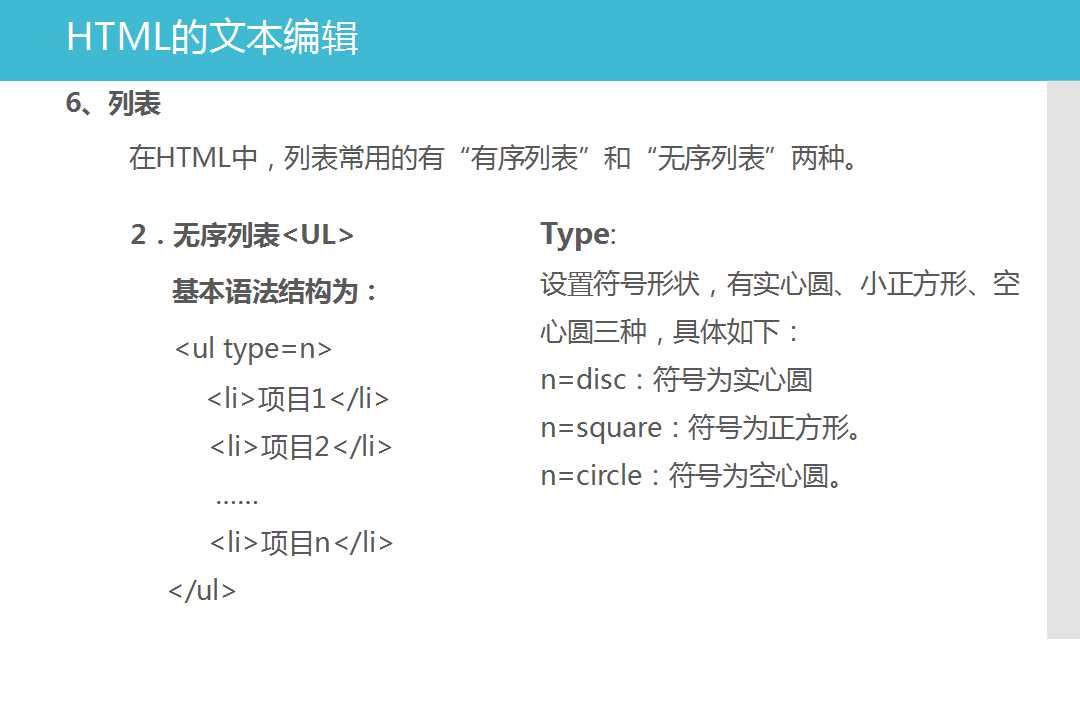 HTML的文本编辑
6、列表
在HTML中，列表常用的有“有序列表”和“无序列表”两种。
2．无序列表<UL>
基本语法结构为：
<ul type=n>
<li>项目1</li>
<li>项目2</li>
……
<li>项目n</li>
</ul>
Type:
设置符号形状，有实心圆、小正方形、空
心圆三种，具体如下：
n=disc：符号为实心圆
n=square：符号为正方形。
n=circle：符号为空心圆。